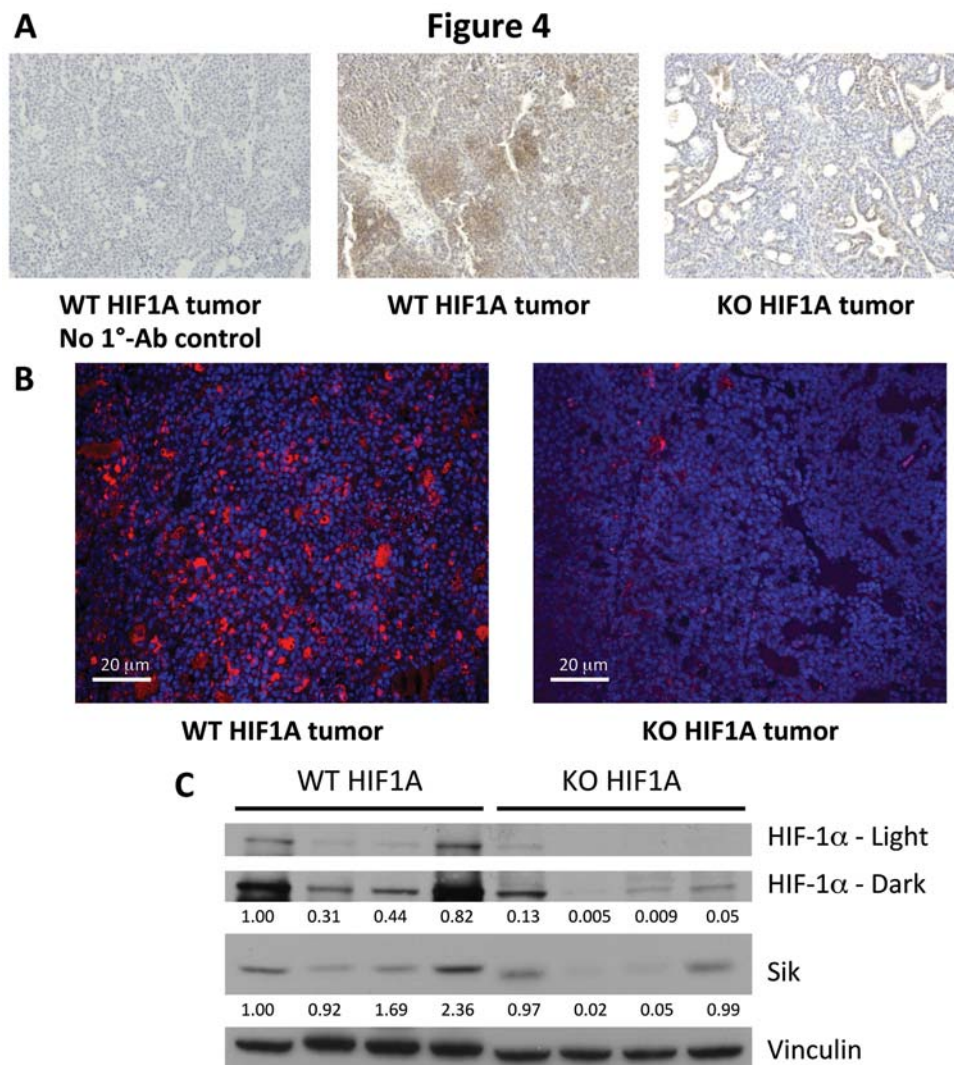 Figure 4
A
WT HIF1A tumor
No 1°-Ab control
WT HIF1A tumor
KO HIF1A tumor
B
20 μm
20 μm
WT HIF1A tumor
KO HIF1A tumor
C
WT HIF1A
KO HIF1A
HIF-1α - Light
HIF-1α - Dark
1.00 0.31 0.44 0.82 0.13 0.005 0.009 0.05
Sik
1.00 0.92 1.69 2.36 0.97 0.02 0.05 0.99
Vinculin